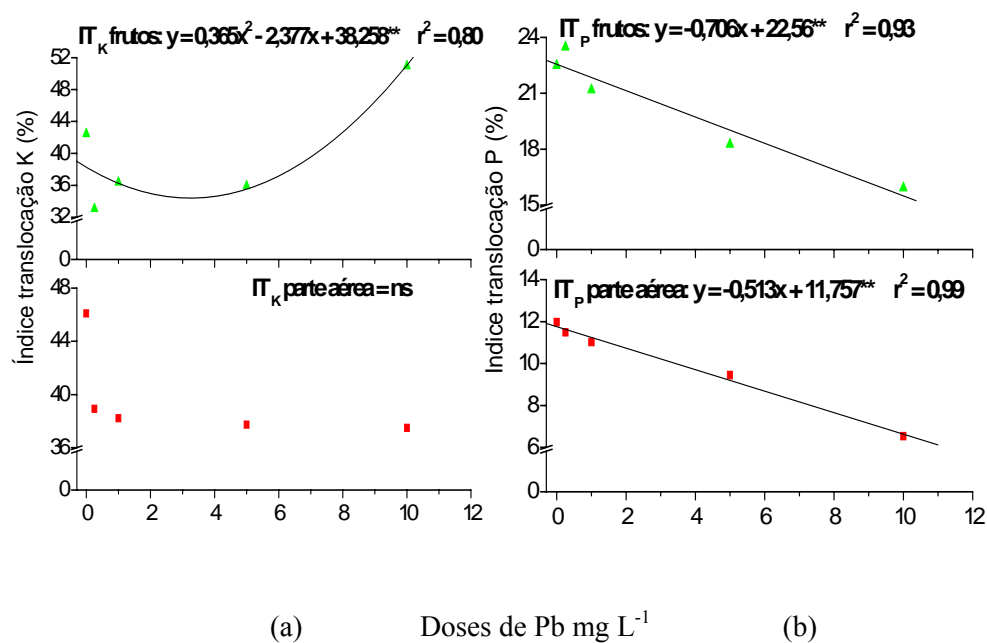 IT_K frutos: y = 0,365x² - 2,377x + 38,258** r² = 0,80
52
48
44
40
36
32
0
Índice translocação K (%)
IT_K parte aérea = ns
48
44
40
36
0
0 2 4 6 8 10 12
IT_P frutos: y = -0,706x + 22,56** r² = 0,93
24
21
18
15
0
Indice translocação P (%)
IT_P parte aérea: y = -0,513x + 11,757** r² = 0,99
14
12
10
8
6
0
0 2 4 6 8 10 12
(a) Doses de Pb mg L⁻¹ (b)